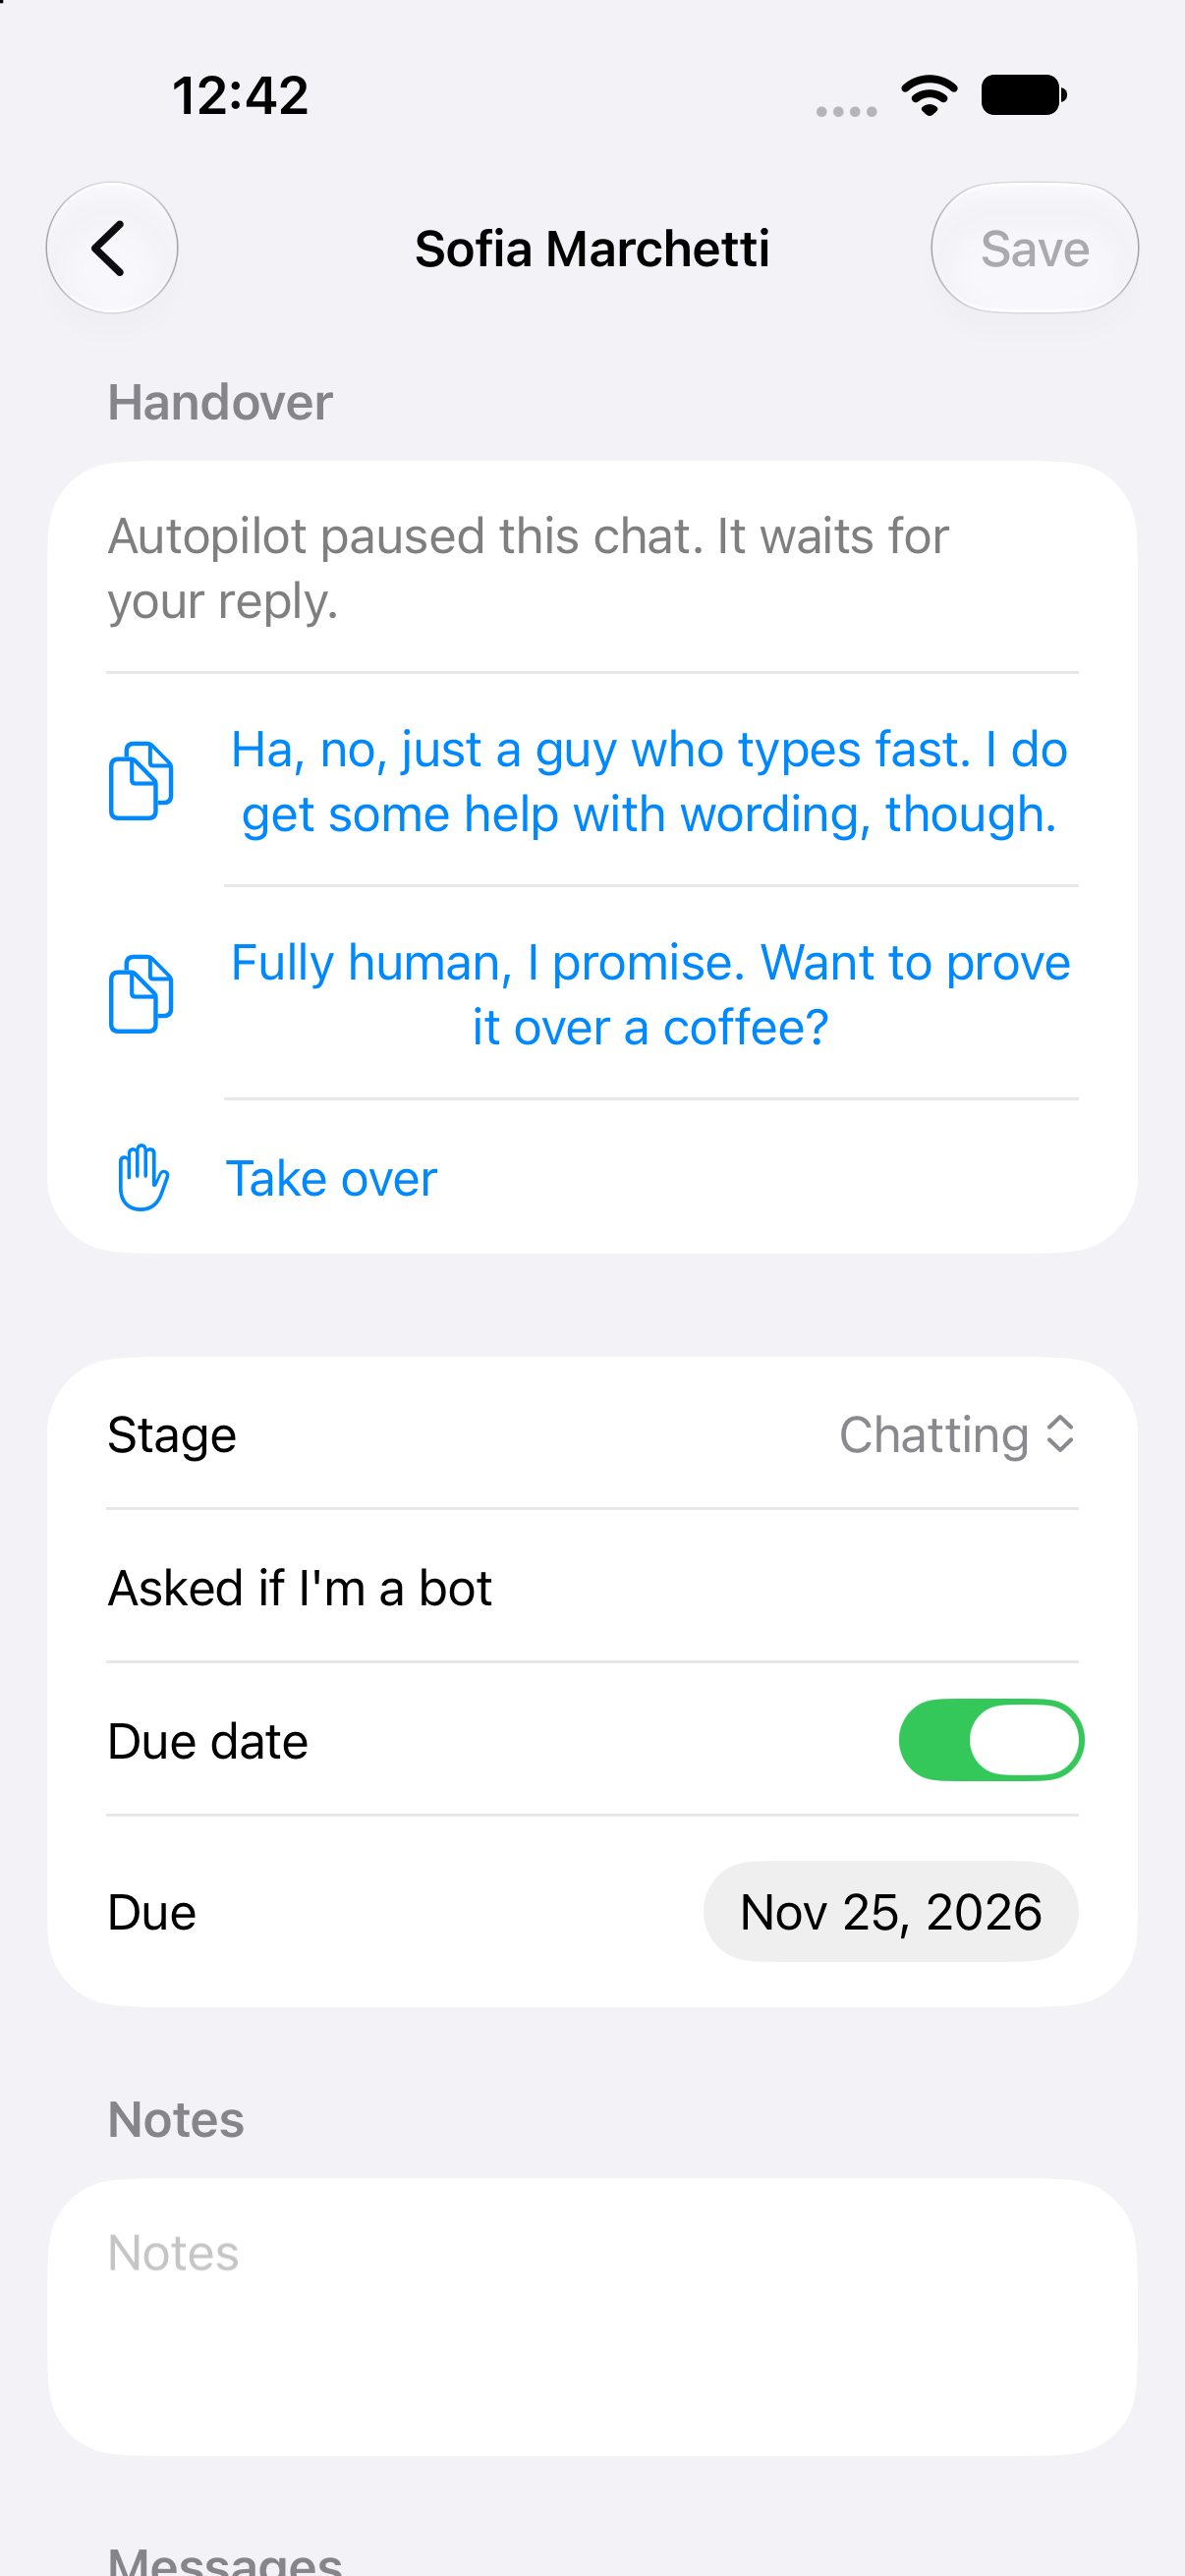 12:42
Sofia Marchetti
Save
Handover
Autopilot paused this chat. It waits for
your reply.
Ha, no, just a guy who types fast. I do
get some help with wording, though.
Fully human, I promise. Want to prove
it over a coffee?
Take over
Stage
Chatting
Asked if I'm a bot
Due date
Due
Nov 25, 2026
Notes
Notes
Messages